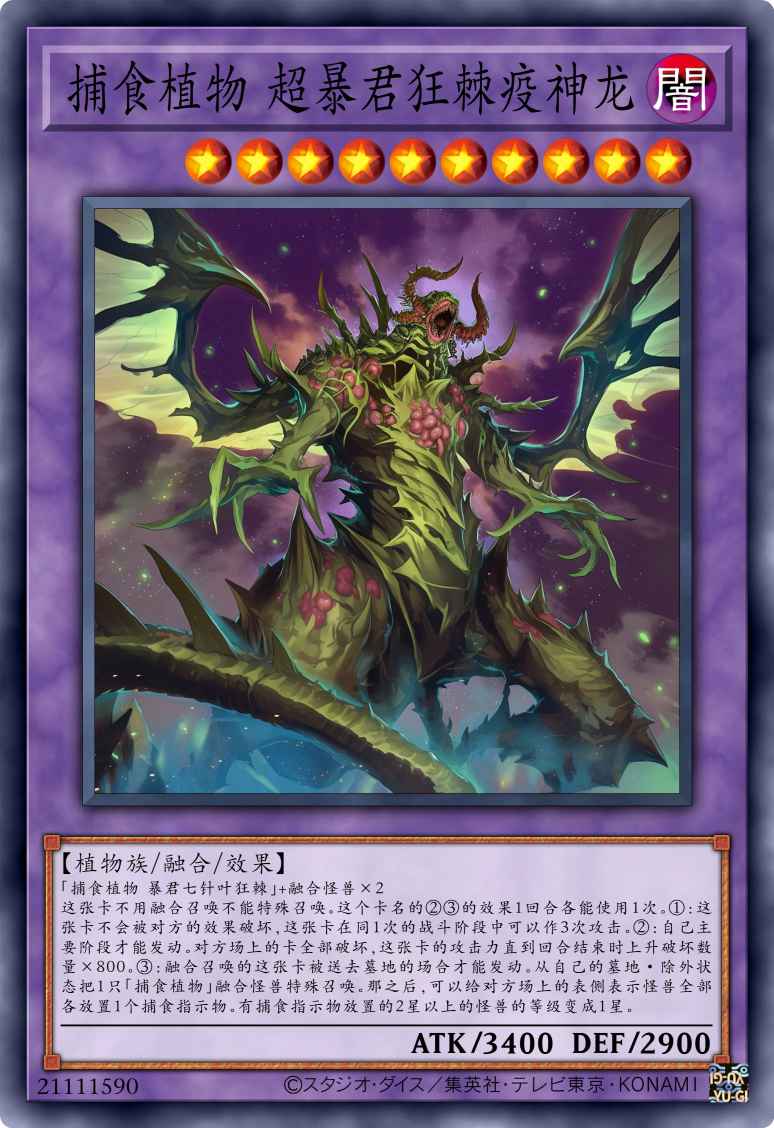 捕食植物 超暴君狂棘疫神龙 闇
【植物族/融合/效果】
「捕食植物 暴君七针叶狂棘」+融合怪兽×2
这张卡不用融合召唤不能特殊召唤。这个卡名的②③的效果1回合各能使用1次。①:这
张卡不会被对方的效果破坏,这张卡在同1次的战斗阶段中可以作3次攻击。②:自己主
要阶段才能发动。对方场上的卡全部破坏,这张卡的攻击力直到回合结束时上升破坏数
量×800。③:融合召唤的这张卡被送去墓地的场合才能发动。从自己的墓地·除外状
态把1只「捕食植物」融合怪兽特殊召唤。那之后,可以给对方场上的表侧表示怪兽全部
各放置1个捕食指示物。有捕食指示物放置的2星以上的怪兽的等级变成1星。
ATK/3400 DEF/2900
21111590 ©スタジオ·ダイス/集英社·テレビ東京·KONAMI